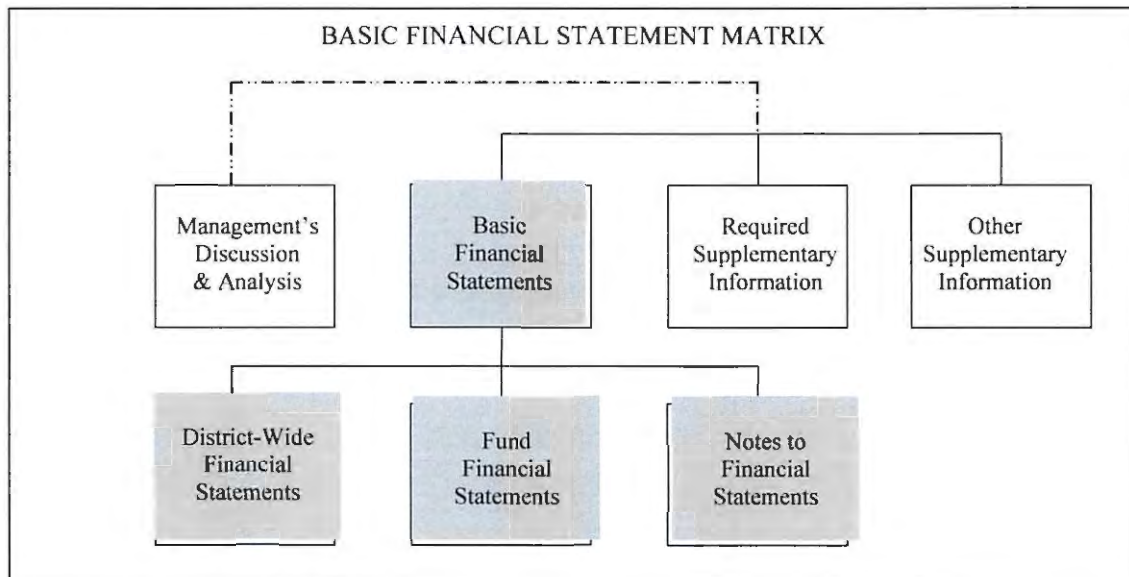 BASIC FINANCIAL STATEMENT MATRIX
Management's
Discussion
& Analysis
Basic
Financial
Statements
Required
Supplementary
Information
Other
Supplementary
Information
District-Wide
Financial
Statements
Fund
Financial
Statements
Notes to
Financial
Statements